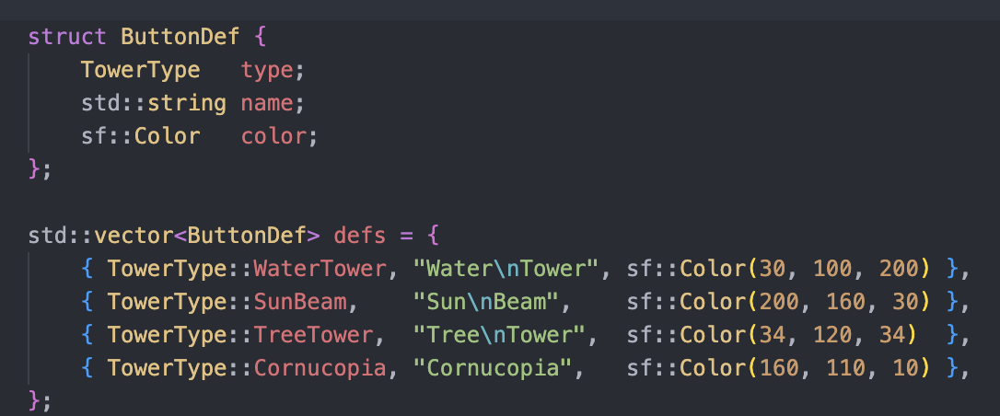 struct ButtonDef {
    TowerType   type;
    std::string name;
    sf::Color   color;
};

std::vector<ButtonDef> defs = {
    { TowerType::WaterTower, "Water\nTower", sf::Color(30, 100, 200) },
    { TowerType::SunBeam,    "Sun\nBeam",    sf::Color(200, 160, 30) },
    { TowerType::TreeTower,  "Tree\nTower",  sf::Color(34, 120, 34)  },
    { TowerType::Cornucopia, "Cornucopia",   sf::Color(160, 110, 10) },
};